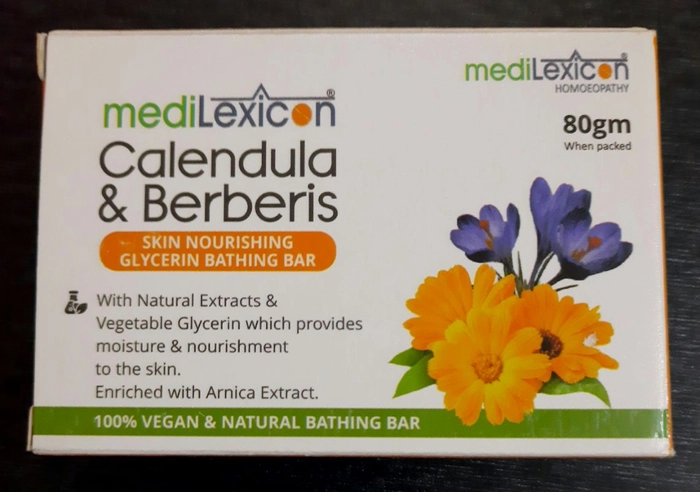 mediLexicon®
HOMOEOPATHY
80gm
When packed
mediLexicon®
Calendula
& Berberis
SKIN NOURISHING
GLYCERIN BATHING BAR
With Natural Extracts &
Vegetable Glycerin which provides
moisture & nourishment
to the skin.
Enriched with Arnica Extract.
100% VEGAN & NATURAL BATHING BAR